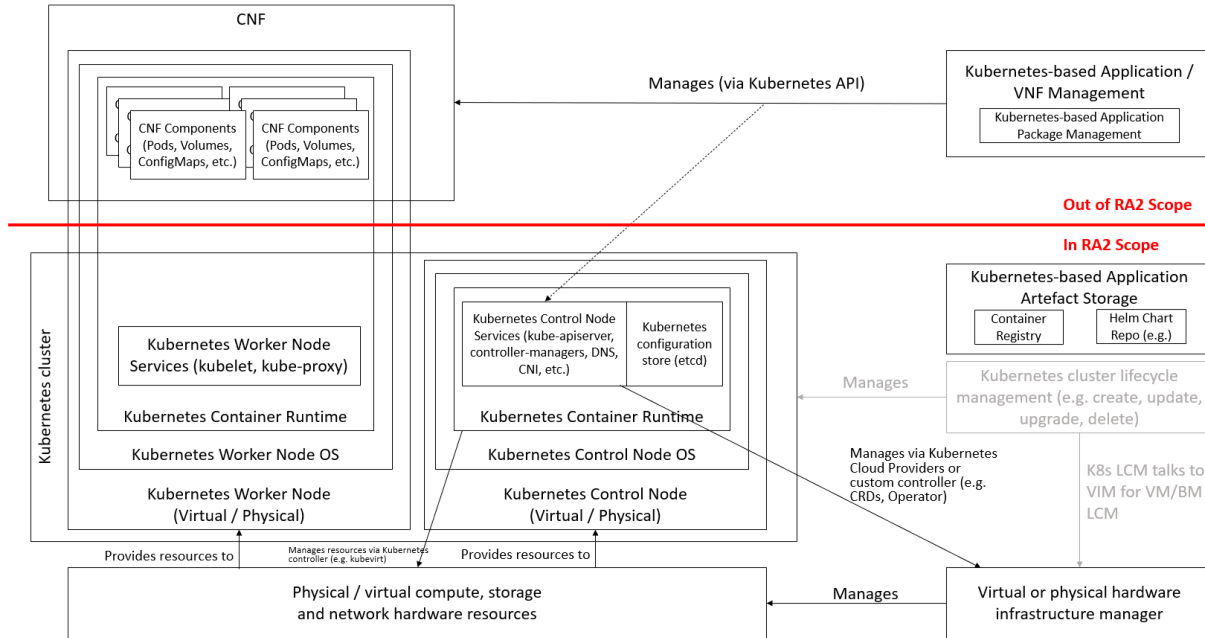 CNF
Manages (via Kubernetes API)
Kubernetes-based Application /
VNF Management
Kubernetes-based Application
Package Management
CNF Components
(Pods, Volumes,
ConfigMaps, etc.)
CNF Components
(Pods, Volumes,
ConfigMaps, etc.)
Out of RA2 Scope
In RA2 Scope
Kubernetes cluster
Kubernetes Worker Node
Services (kubelet, kube-proxy)
Kubernetes Container Runtime
Kubernetes Worker Node OS
Kubernetes Worker Node
(Virtual / Physical)
Kubernetes Control Node
Services (kube-apiserver,
controller-managers, DNS,
CNI, etc.)
Kubernetes
configuration
store (etcd)
Kubernetes Container Runtime
Kubernetes Control Node OS
Kubernetes Control Node
(Virtual / Physical)
Kubernetes-based Application
Artefact Storage
Container
Registry
Helm Chart
Repo (e.g.)
Manages
Kubernetes cluster lifecycle
management (e.g. create, update,
upgrade, delete)
Manages via Kubernetes
Cloud Providers or
custom controller (e.g.
CRDs, Operator)
K8s LCM talks to
VIM for VM/BM
LCM
Provides resources to
Manages resources via Kubernetes
controller (e.g. kubevirt)
Provides resources to
Physical / virtual compute, storage
and network hardware resources
Manages
Virtual or physical hardware
infrastructure manager